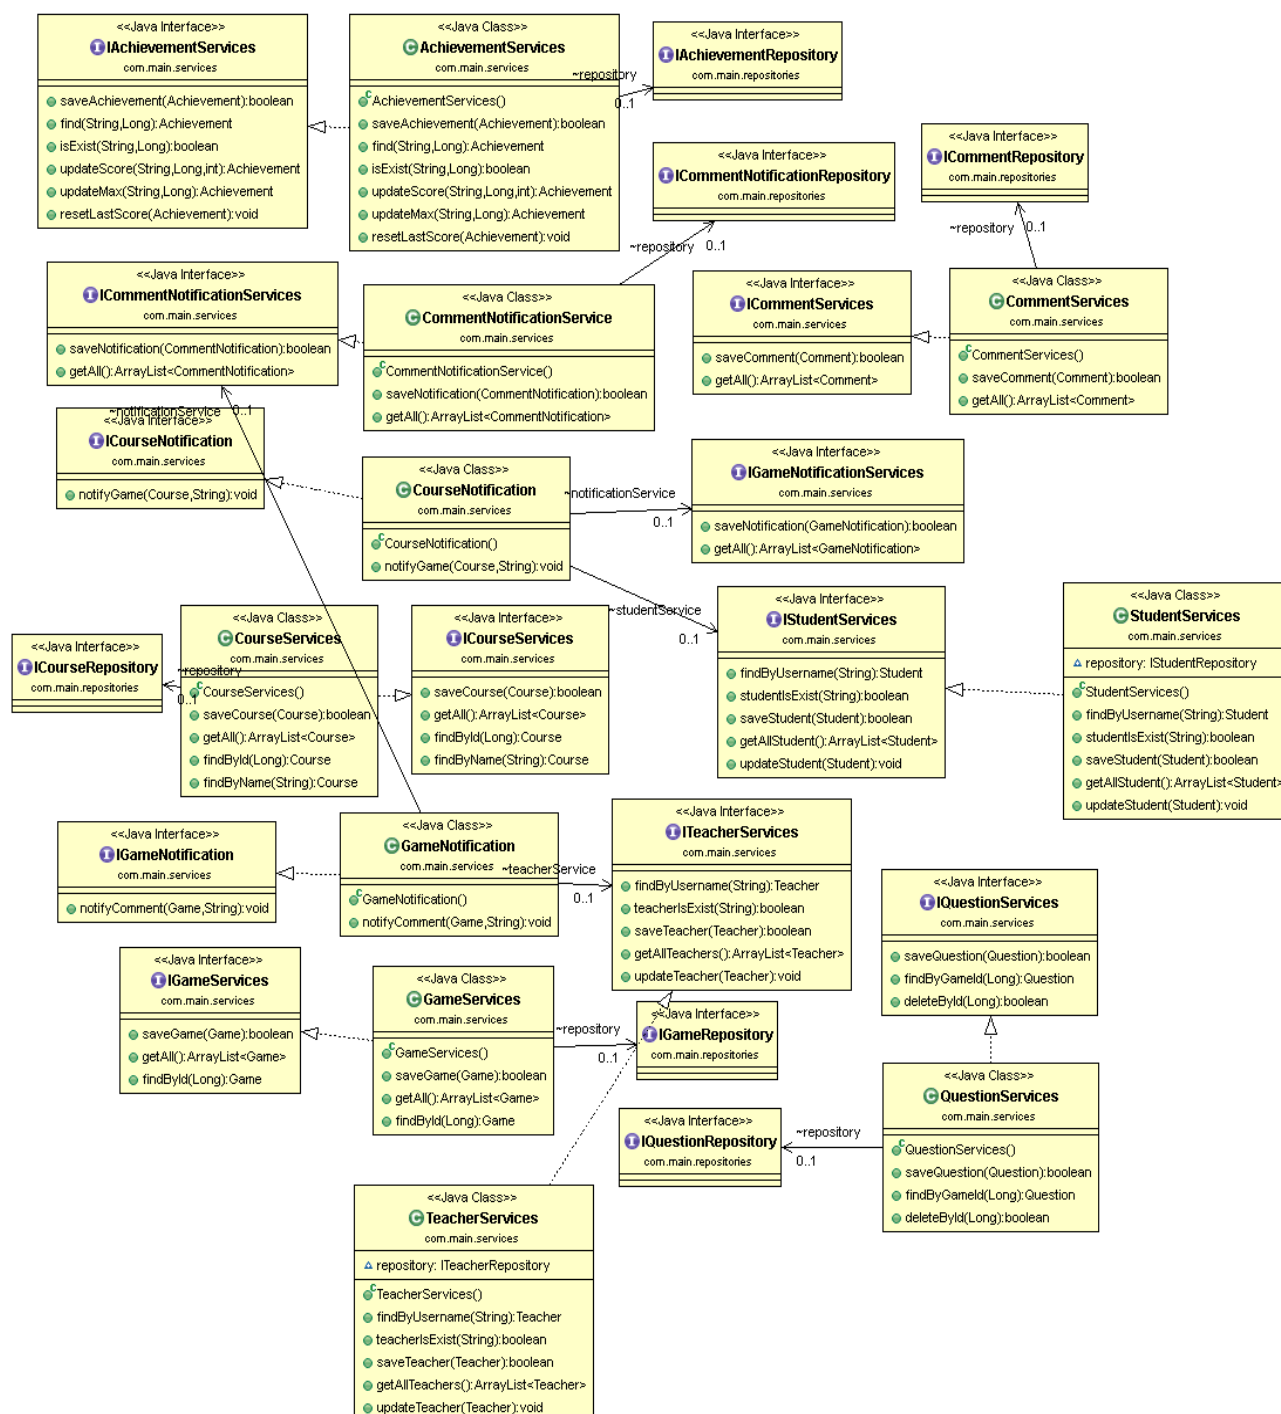 <<Java Interface>>
IAchievementServices
com.main.services
saveAchievement(Achievement):boolean
find(String,Long):Achievement
isExist(String,Long):boolean
updateScore(String,Long,int):Achievement
updateMax(String,Long):Achievement
resetLastScore(Achievement):void
<<Java Class>>
AchievementServices
com.main.services
AchievementServices()
saveAchievement(Achievement):boolean
find(String,Long):Achievement
isExist(String,Long):boolean
updateScore(String,Long,int):Achievement
updateMax(String,Long):Achievement
resetLastScore(Achievement):void
~repository
0..1
<<Java Interface>>
IAchievementRepository
com.main.repositories
<<Java Interface>>
ICommentNotificationRepository
com.main.repositories
~repository
0..1
<<Java Interface>>
ICommentRepository
com.main.repositories
~repository
0..1
<<Java Interface>>
ICommentNotificationServices
com.main.services
saveNotification(CommentNotification):boolean
getAll():ArrayList<CommentNotification>
<<Java Class>>
CommentNotificationService
com.main.services
CommentNotificationService()
saveNotification(CommentNotification):boolean
getAll():ArrayList<CommentNotification>
<<Java Interface>>
ICommentServices
com.main.services
saveComment(Comment):boolean
getAll():ArrayList<Comment>
<<Java Class>>
CommentServices
com.main.services
CommentServices()
saveComment(Comment):boolean
getAll():ArrayList<Comment>
~notificationService
0..1
<<Java Interface>>
ICourseNotification
com.main.services
notifyGame(Course,String):void
<<Java Class>>
CourseNotification
com.main.services
CourseNotification()
notifyGame(Course,String):void
~notificationService
0..1
<<Java Interface>>
IGameNotificationServices
com.main.services
saveNotification(GameNotification):boolean
getAll():ArrayList<GameNotification>
~studentService
0..1
<<Java Interface>>
IStudentServices
com.main.services
findByUsername(String):Student
studentIsExist(String):boolean
saveStudent(Student):boolean
getAllStudent():ArrayList<Student>
updateStudent(Student):void
<<Java Class>>
StudentServices
com.main.services
repository: IStudentRepository
StudentServices()
findByUsername(String):Student
studentIsExist(String):boolean
saveStudent(Student):boolean
getAllStudent():ArrayList<Student>
updateStudent(Student):void
<<Java Interface>>
ICourseRepository
com.main.repositories
~repository
0..1
<<Java Class>>
CourseServices
com.main.services
CourseServices()
saveCourse(Course):boolean
getAll():ArrayList<Course>
findById(Long):Course
findByName(String):Course
<<Java Interface>>
ICourseServices
com.main.services
saveCourse(Course):boolean
getAll():ArrayList<Course>
findById(Long):Course
findByName(String):Course
<<Java Interface>>
IGameNotification
com.main.services
notifyComment(Game,String):void
<<Java Class>>
GameNotification
com.main.services
GameNotification()
notifyComment(Game,String):void
~teacherService
0..1
<<Java Interface>>
ITeacherServices
com.main.services
findByUsername(String):Teacher
teacherIsExist(String):boolean
saveTeacher(Teacher):boolean
getAllTeachers():ArrayList<Teacher>
updateTeacher(Teacher):void
<<Java Interface>>
IQuestionServices
com.main.services
saveQuestion(Question):boolean
findByGameId(Long):Question
deleteById(Long):boolean
<<Java Interface>>
IGameServices
com.main.services
saveGame(Game):boolean
getAll():ArrayList<Game>
findById(Long):Game
<<Java Class>>
GameServices
com.main.services
GameServices()
saveGame(Game):boolean
getAll():ArrayList<Game>
findById(Long):Game
~repository
0..1
<<Java Interface>>
IGameRepository
com.main.repositories
<<Java Interface>>
IQuestionRepository
com.main.repositories
~repository
0..1
<<Java Class>>
QuestionServices
com.main.services
QuestionServices()
saveQuestion(Question):boolean
findByGameId(Long):Question
deleteById(Long):boolean
<<Java Class>>
TeacherServices
com.main.services
repository: ITeacherRepository
TeacherServices()
findByUsername(String):Teacher
teacherIsExist(String):boolean
saveTeacher(Teacher):boolean
getAllTeachers():ArrayList<Teacher>
updateTeacher(Teacher):void